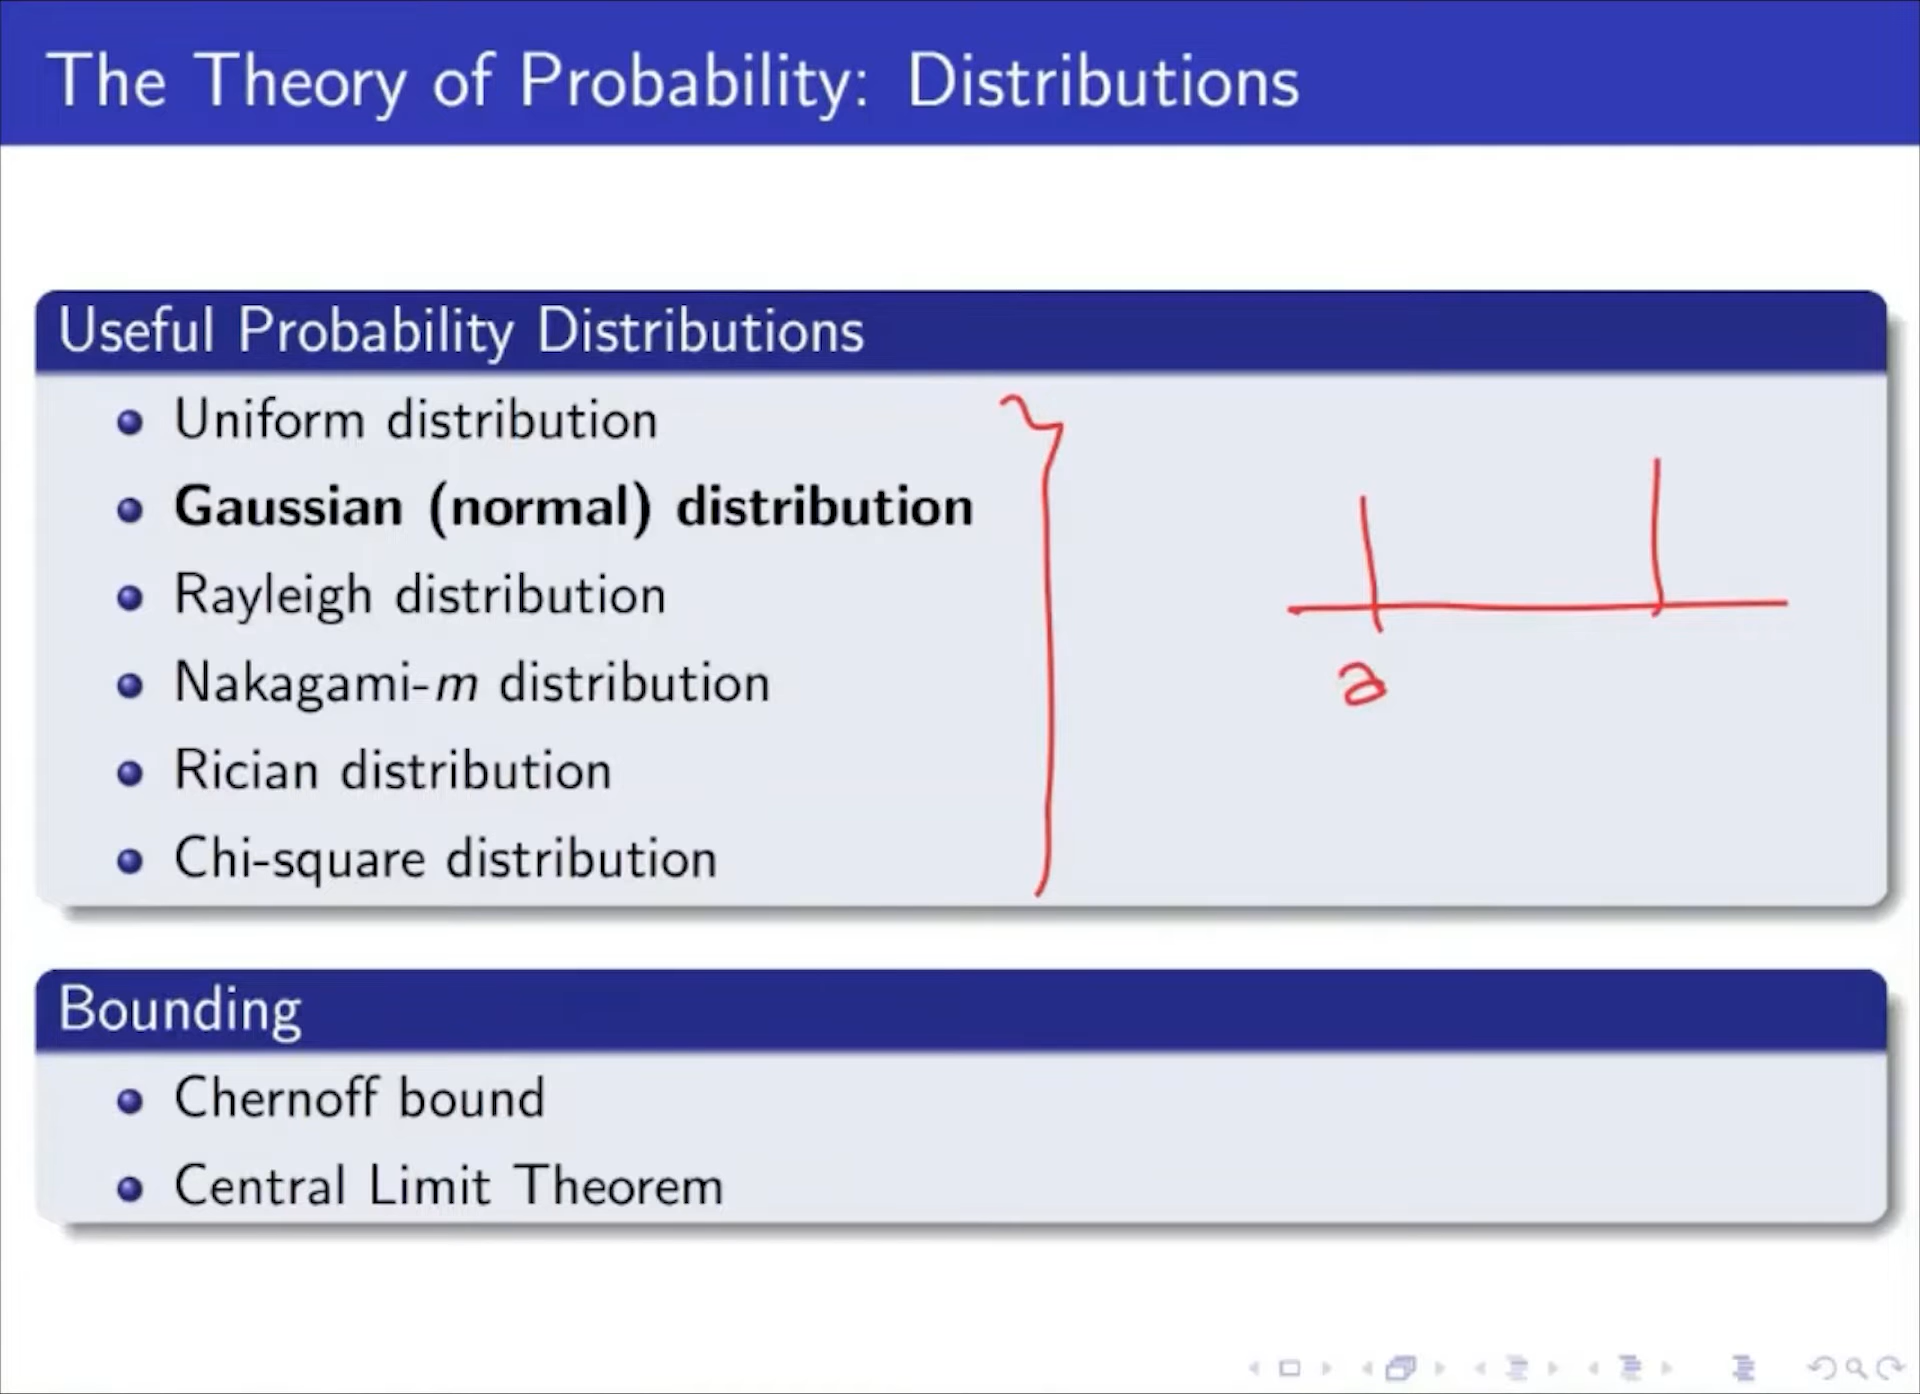 The Theory of Probability: Distributions
Useful Probability Distributions
Uniform distribution
Gaussian (normal) distribution
Rayleigh distribution
Nakagami-m distribution
Rician distribution
Chi-square distribution
a
Bounding
Chernoff bound
Central Limit Theorem